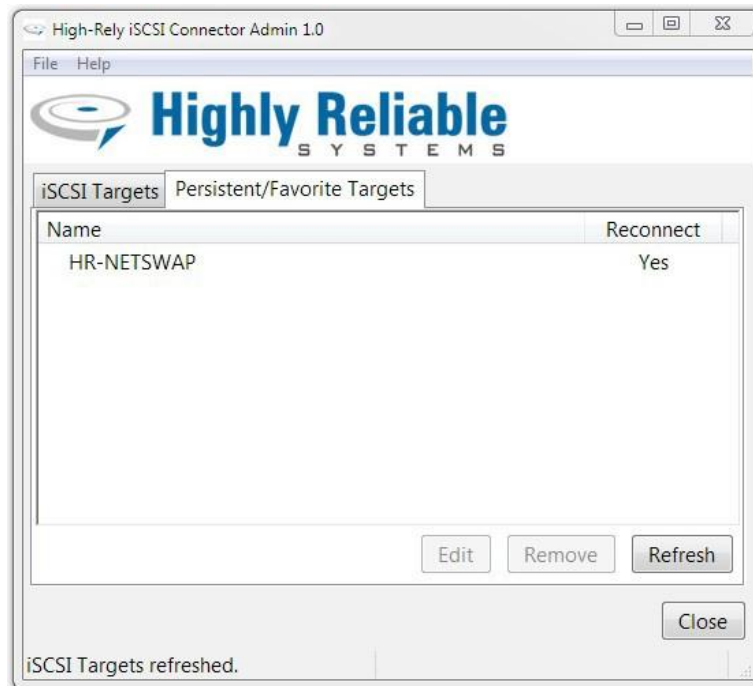 High-Rely iSCSI Connector Admin 1.0
File Help
Highly Reliable
SYSTEMS
iSCSI Targets Persistent/Favorite Targets
Name Reconnect
HR-NETSWAP Yes
Edit Remove Refresh
Close
iSCSI Targets refreshed.